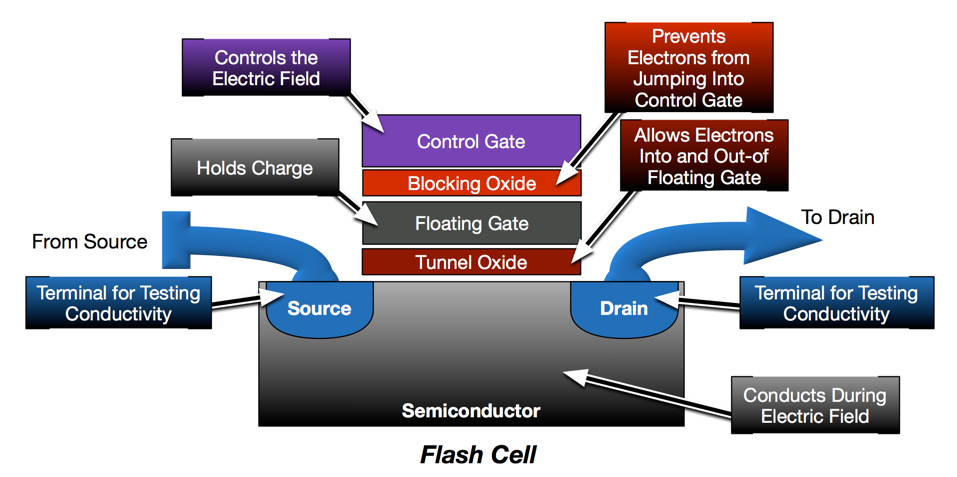 Prevents
Electrons from
Jumping Into
Control Gate
Controls the
Electric Field
Control Gate
Allows Electrons
Into and Out-of
Floating Gate
Holds Charge
Blocking Oxide
Floating Gate
Tunnel Oxide
From Source
To Drain
Terminal for Testing
Conductivity
Source
Drain
Terminal for Testing
Conductivity
Semiconductor
Conducts During
Electric Field
Flash Cell